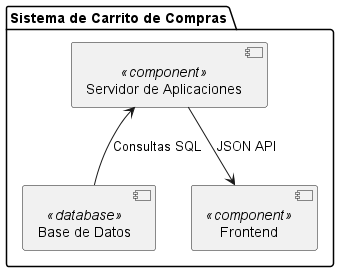 Sistema de Carrito de Compras
«component»
Servidor de Aplicaciones
Consultas SQL
JSON API
«database»
Base de Datos
«component»
Frontend